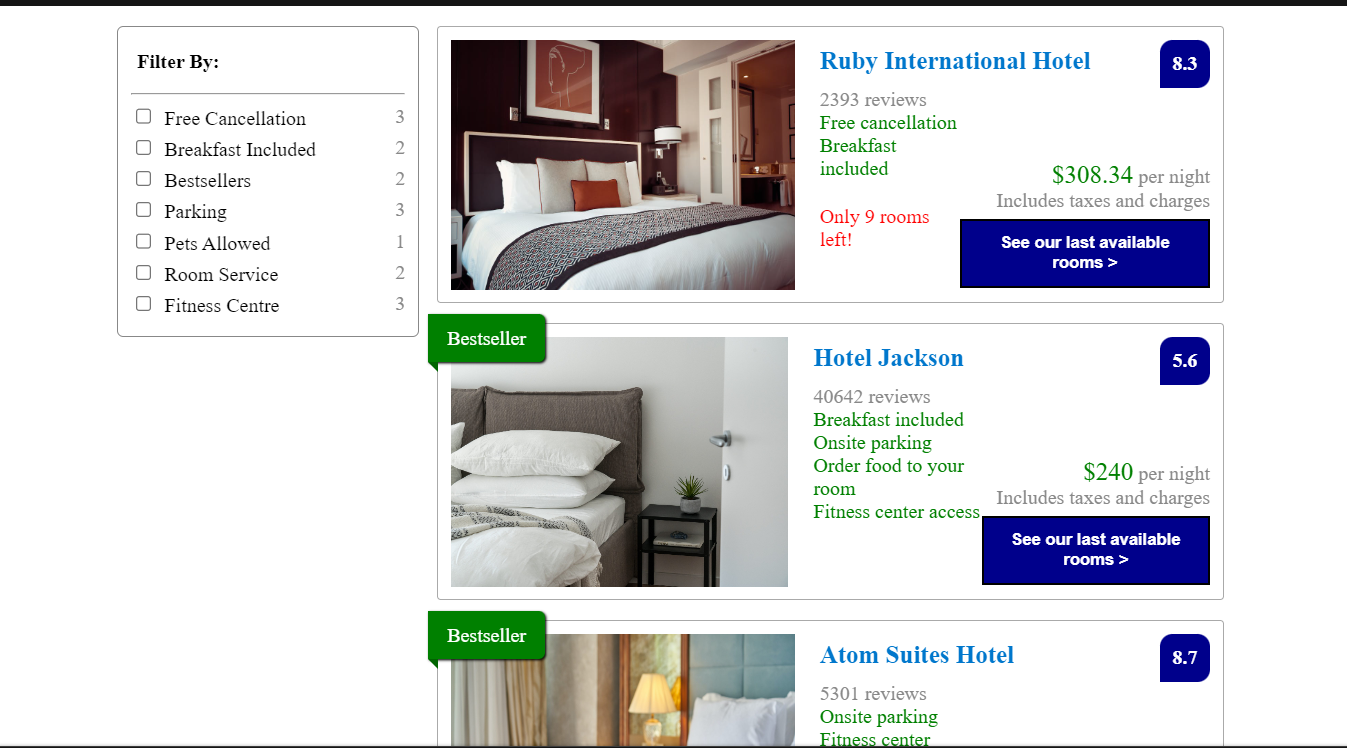 Filter By:
Free Cancellation 3
Breakfast Included 2
Bestsellers 2
Parking 3
Pets Allowed 1
Room Service 2
Fitness Centre 3
Ruby International Hotel
8.3
2393 reviews
Free cancellation
Breakfast
included
Only 9 rooms
left!
$308.34 per night
Includes taxes and charges
See our last available
rooms >
Bestseller
Hotel Jackson
5.6
40642 reviews
Breakfast included
Onsite parking
Order food to your
room
Fitness center access
$240 per night
Includes taxes and charges
See our last available
rooms >
Bestseller
Atom Suites Hotel
8.7
5301 reviews
Onsite parking
Fitness center